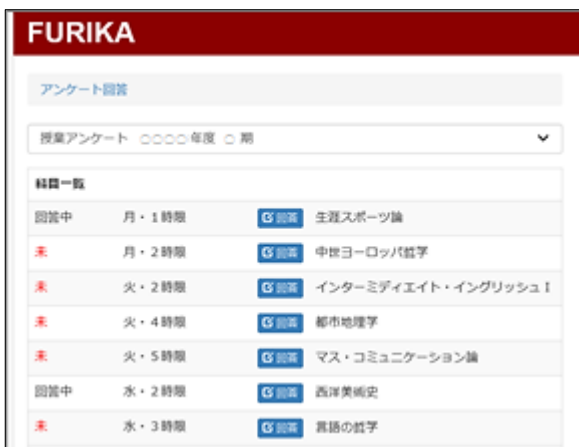 FURIKA
アンケート回答
授業アンケート ○○○○ 年度 ○ 期
科目一覧
回答中 月・1時限 回答 生涯スポーツ論
未 月・2時限 回答 中世ヨーロッパ哲学
未 火・2時限 回答 インターミディエイト・イングリッシュ I
未 火・4時限 回答 都市地理学
未 火・5時限 回答 マス・コミュニケーション論
回答中 水・2時限 回答 西洋美術史
未 水・3時限 回答 言語の哲学